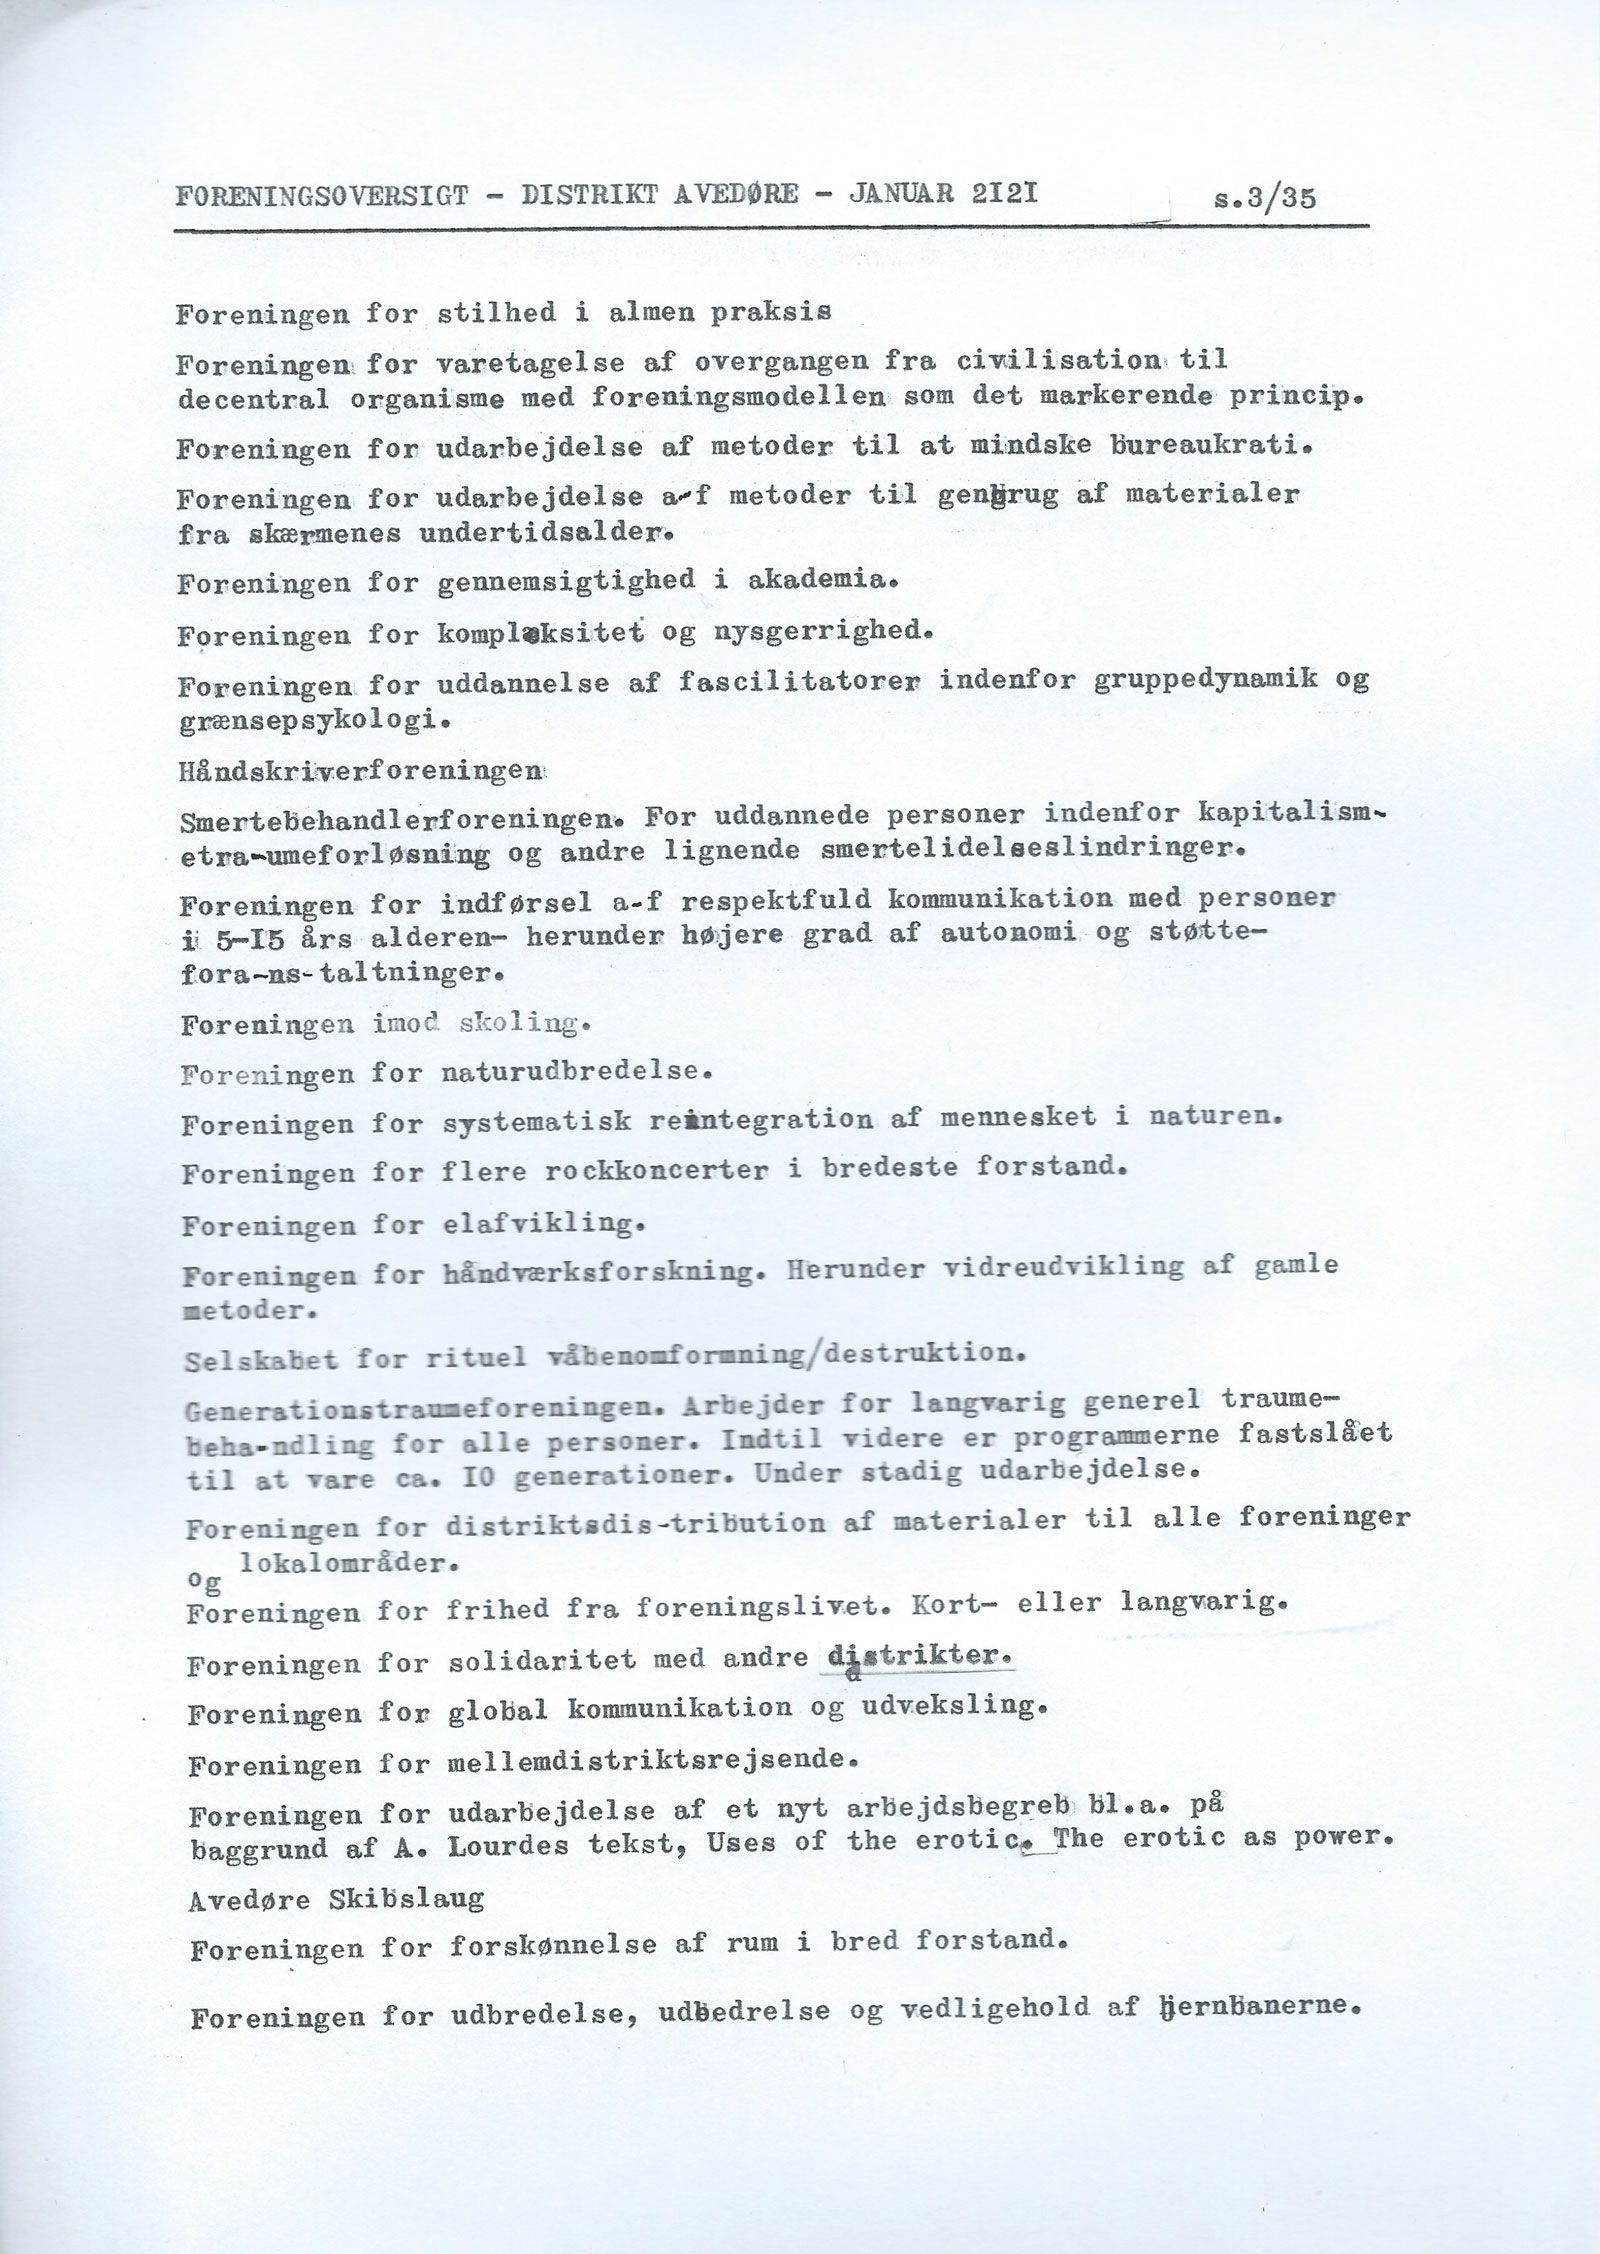 FORENINGSOVERSIGT - DISTRIKT AVEDØRE - JANUAR 2I2I s.3/35
Foreningen for stilhed i almen praksis
Foreningen for varetagelse af overgangen fra civilisation til
decentral organisme med foreningsmodellen som det markerende princip.
Foreningen for udarbejdelse af metoder til at mindske bureaukrati.
Foreningen for udarbejdelse a-f metoder til genbrug af materialer
fra skærmenes undertidsalder.
Foreningen for gennemsigtighed i akademia.
Foreningen for kompleksitet og nysgerrighed.
Foreningen for uddannelse af fascilitatorer indenfor gruppedynamik og
grænsepsykologi.
Håndskriverforeningen
Smertebehandlerforeningen. For uddannede personer indenfor kapitalism-
etra-umeforløsning og andre lignende smertelidelseslindringer.
Foreningen for indførsel a-f respektfuld kommunikation med personer
i 5-I5 års alderen- herunder højere grad af autonomi og støtte-
fora-ns-taltninger.
Foreningen imod skoling.
Foreningen for naturudbredelse.
Foreningen for systematisk reintegration af mennesket i naturen.
Foreningen for flere rockkoncerter i bredeste forstand.
Foreningen for elafvikling.
Foreningen for håndværksforskning. Herunder vidreudvikling af gamle
metoder.
Selskabet for rituel våbenomformning/destruktion.
Generationstraumeforeningen. Arbejder for langvarig generel traume-
beha-ndling for alle personer. Indtil videre er programmerne fastslået
til at vare ca. IO generationer. Under stadig udarbejdelse.
Foreningen for distriktsdis-tribution af materialer til alle foreninger
og lokalområder.
Foreningen for frihed fra foreningslivet. Kort- eller langvarig.
Foreningen for solidaritet med andre distrikter.
Foreningen for global kommunikation og udveksling.
Foreningen for mellemdistriktsrejsende.
Foreningen for udarbejdelse af et nyt arbejdsbegreb bl.a. på
baggrund af A. Lourdes tekst, Uses of the erotic. The erotic as power.
Avedøre Skibslaug
Foreningen for forskønnelse af rum i bred forstand.
Foreningen for udbredelse, udbedrelse og vedligehold af jernbanerne.